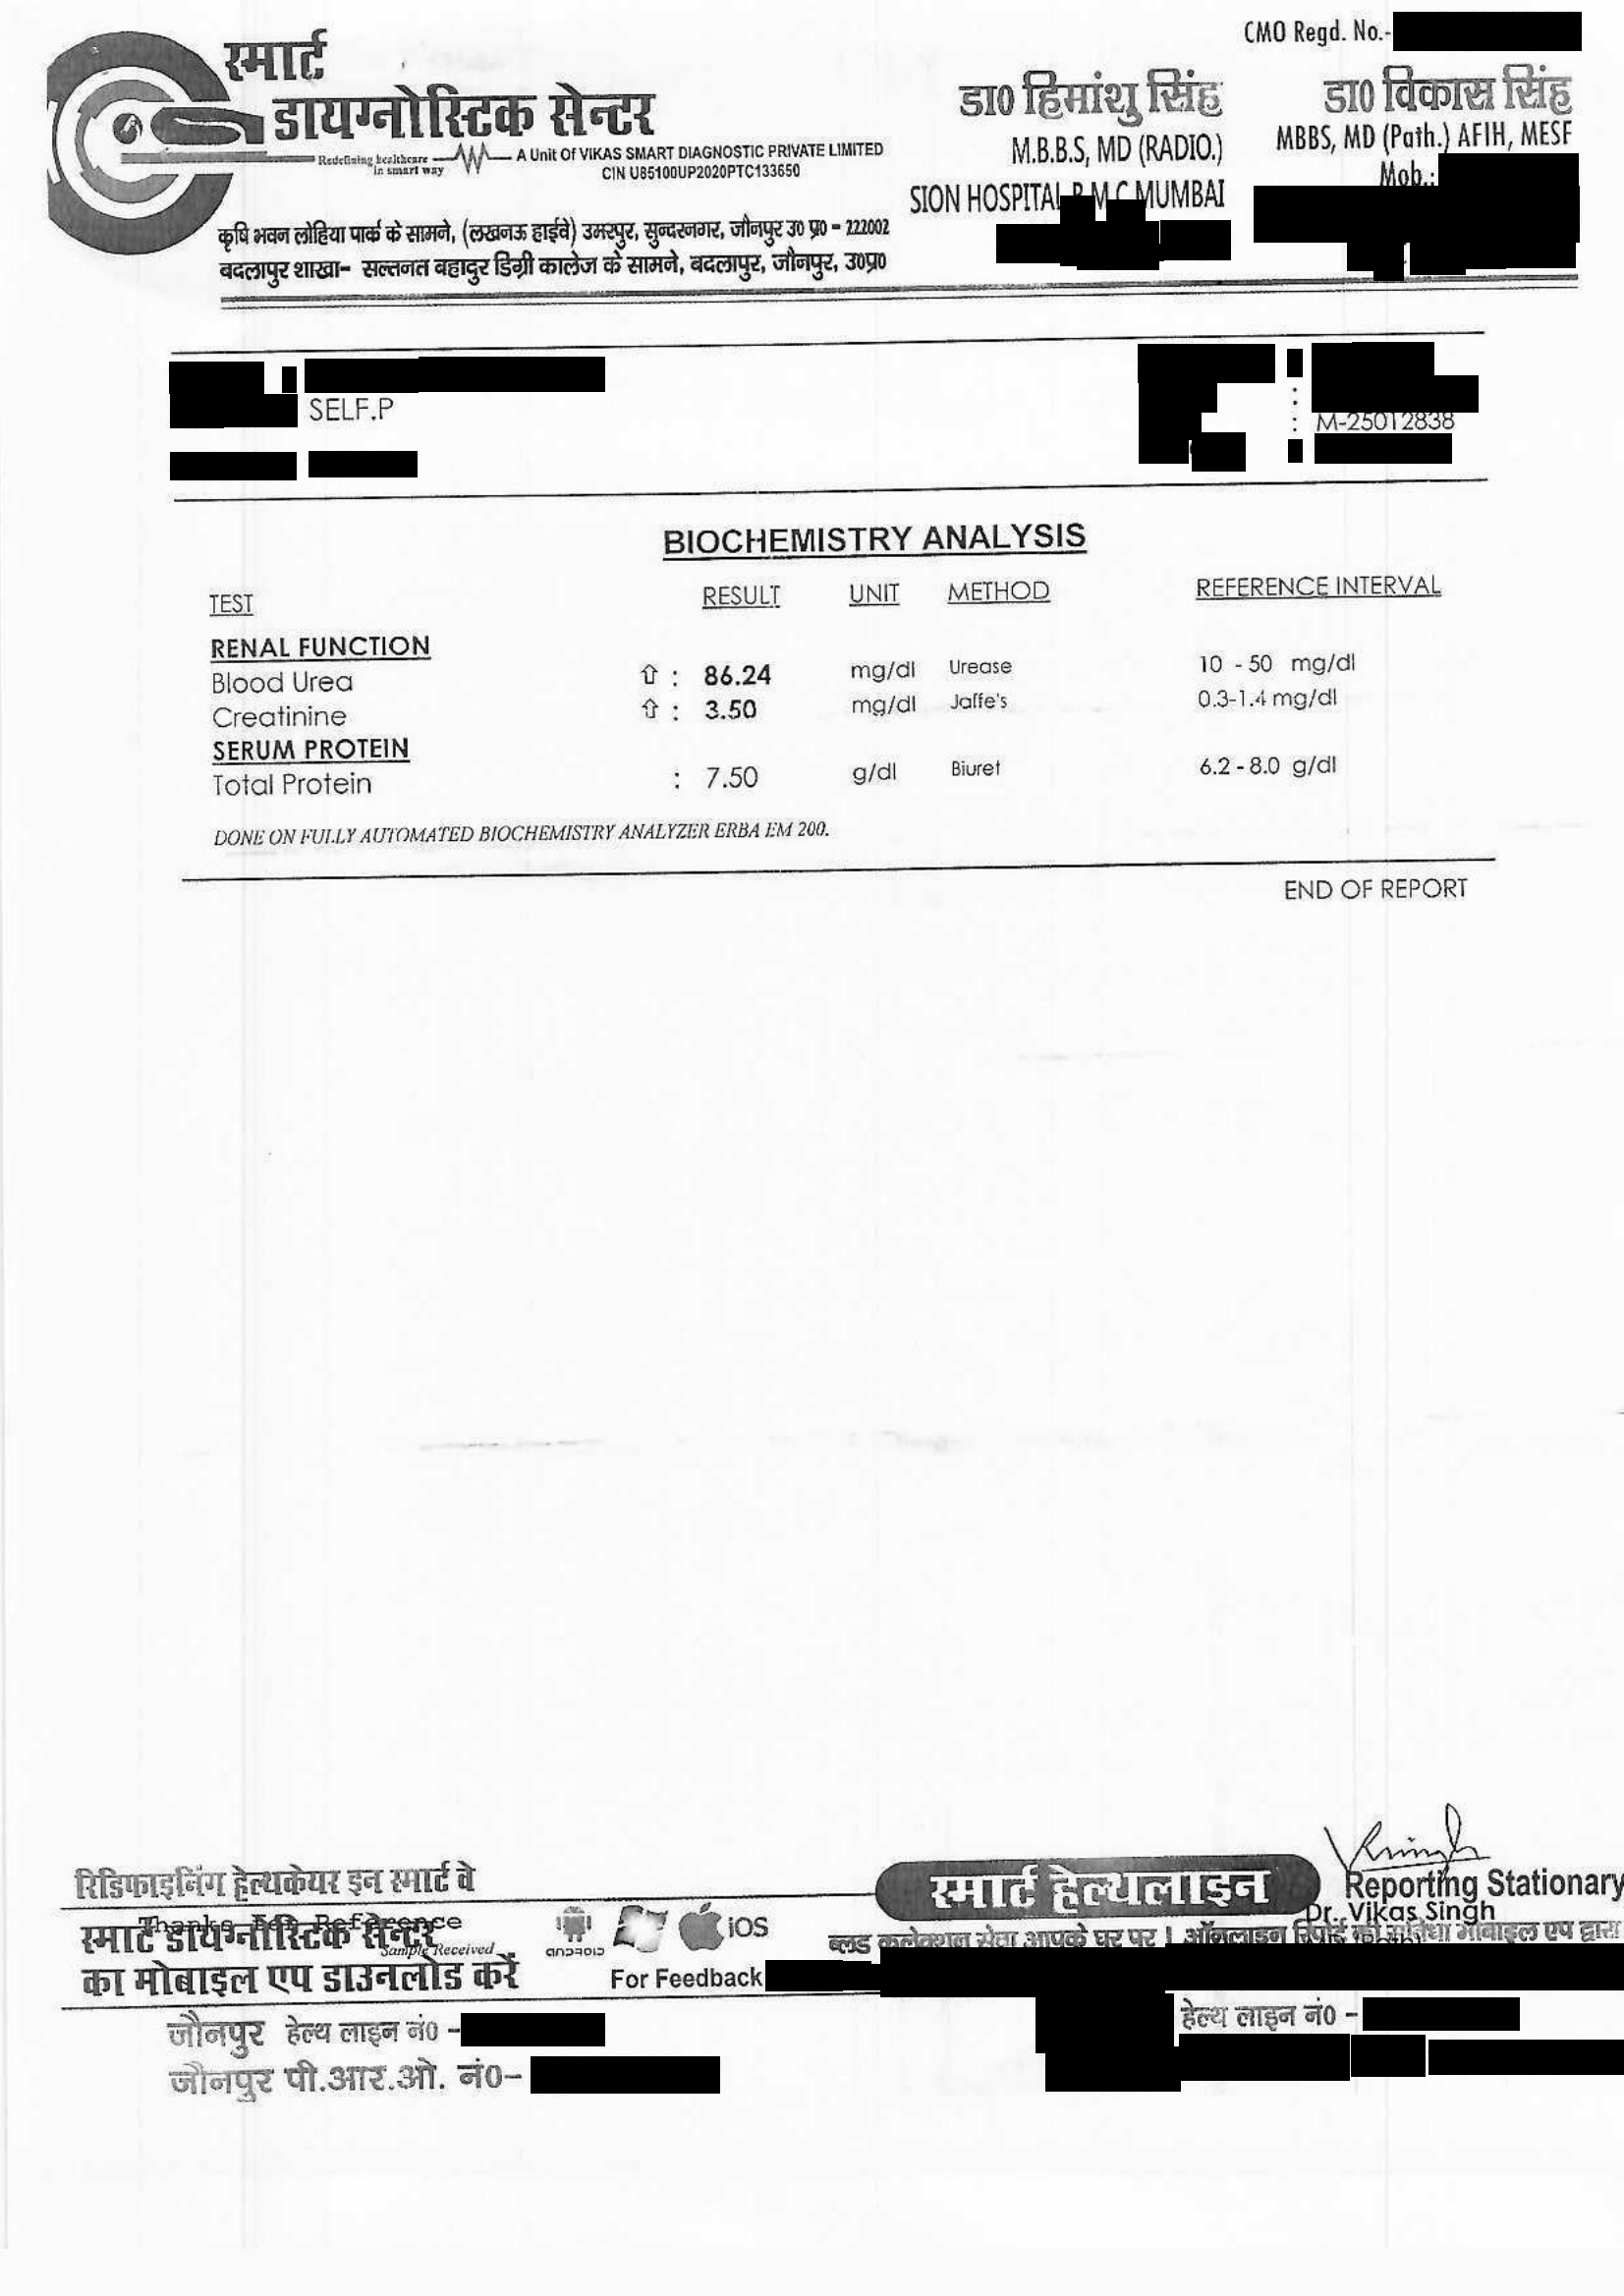 CMO Regd. No.-
स्मार्ट
डायग्नोस्टिक सेन्टर
Redefining healthcare in smart way
A Unit Of VIKAS SMART DIAGNOSTIC PRIVATE LIMITED
CIN U85100UP2020PTC133650
कृषि भवन लोहिया पार्क के सामने, (लखनऊ हाईवे) उमरपुर, सुन्दरनगर, जौनपुर उ0 प्र0 - 222002
बदलापुर शाखा- सल्तनत बहादुर डिग्री कालेज के सामने, बदलापुर, जौनपुर, उ0प्र0
डा0 हिमांशु सिंह
M.B.B.S, MD (RADIO.)
SION HOSPITAL B.M.C MUMBAI
डा0 विकास सिंह
MBBS, MD (Path.) AFIH, MESF
Mob.:
SELF.P
: M-25012838
BIOCHEMISTRY ANALYSIS
TEST RESULT UNIT METHOD REFERENCE INTERVAL
RENAL FUNCTION
Blood Urea ⇧ : 86.24 mg/dl Urease 10 - 50 mg/dl
Creatinine ⇧ : 3.50 mg/dl Jaffe's 0.3-1.4 mg/dl
SERUM PROTEIN
Total Protein : 7.50 g/dl Biuret 6.2 - 8.0 g/dl
DONE ON FULLY AUTOMATED BIOCHEMISTRY ANALYZER ERBA EM 200.
END OF REPORT
रिडिफाइनिंग हेल्थकेयर इन स्मार्ट वे
स्मार्ट हेल्थलाइन
Reporting Stationary
Dr. Vikas Singh
Thanks For Reference
स्मार्ट डायग्नोस्टिक सेन्टर
Sample Received
का मोबाइल एप डाउनलोड करें
ANDROID
iOS
ब्लड कलेक्शन सेवा आपके घर पर । ऑनलाइन रिपोर्ट की सुविधा मोबाइल एप द्वारा
For Feedback
जौनपुर हेल्थ लाइन नं0 -
हेल्थ लाइन नं0 -
जौनपुर पी.आर.ओ. नं0-